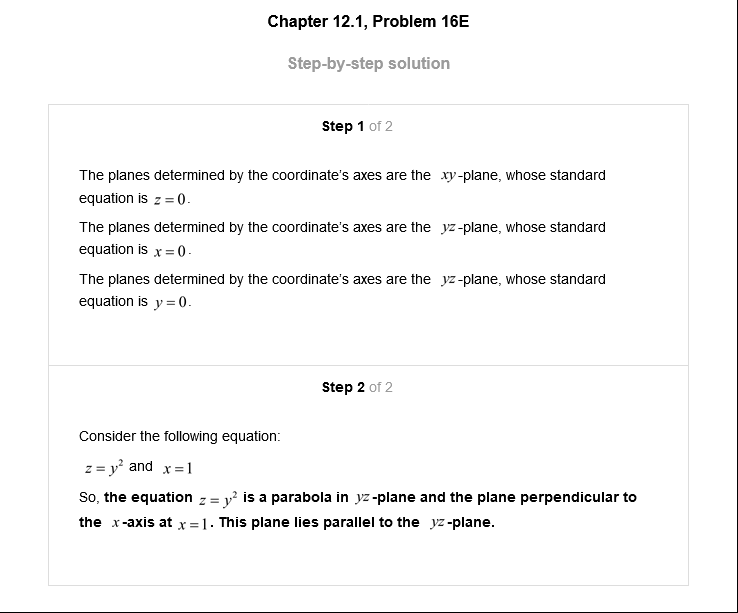 Chapter 12.1, Problem 16E
Step-by-step solution
Step 1 of 2
The planes determined by the coordinate's axes are the xy-plane, whose standard
equation is z = 0.
The planes determined by the coordinate's axes are the yz-plane, whose standard
equation is x = 0.
The planes determined by the coordinate's axes are the yz-plane, whose standard
equation is y = 0.
Step 2 of 2
Consider the following equation:
z = y² and x = 1
So, the equation z = y² is a parabola in yz-plane and the plane perpendicular to
the x-axis at x = 1. This plane lies parallel to the yz-plane.